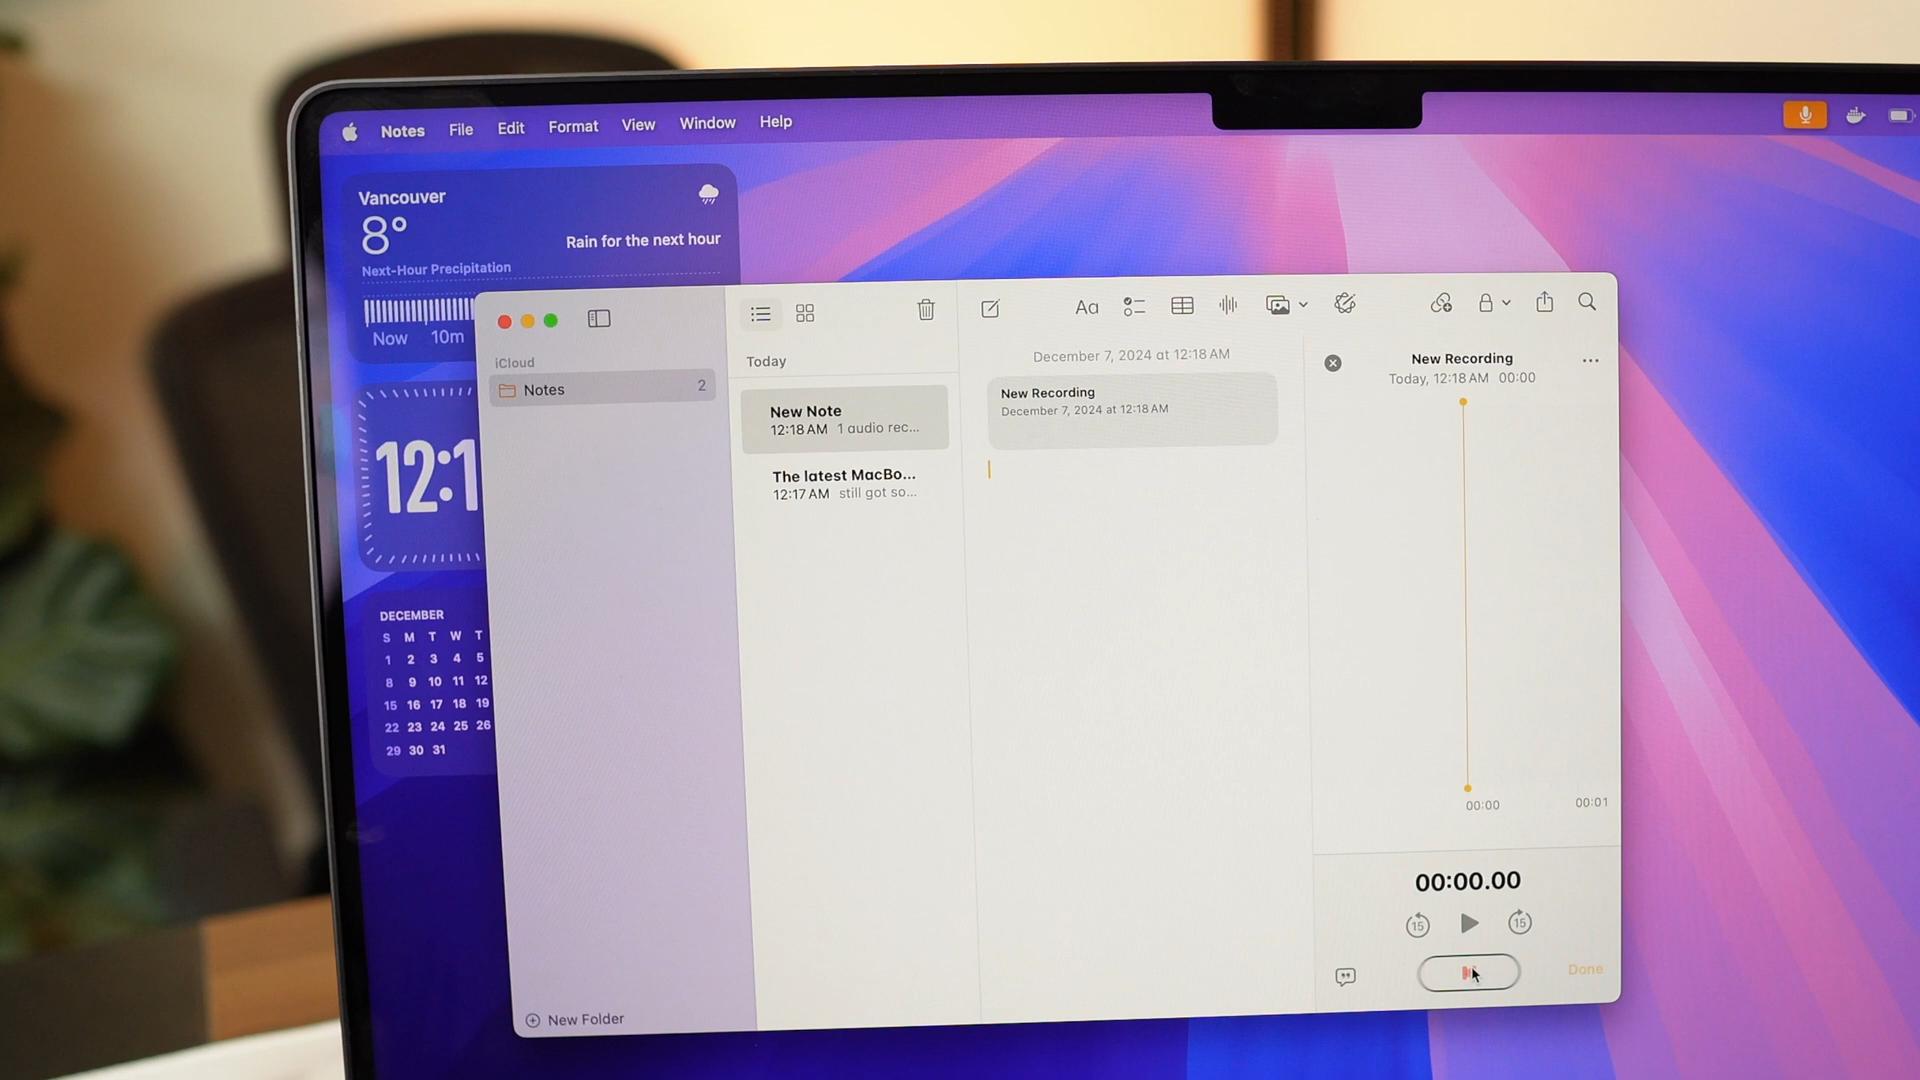 Notes File Edit Format View Window Help
Vancouver
8°
Rain for the next hour
Next-Hour Precipitation
Now 10m
12:1
DECEMBER
S M T W T
1 2 3 4 5
8 9 10 11 12
15 16 17 18 19
22 23 24 25 26
29 30 31
iCloud
Notes 2
New Folder
Today
New Note
12:18 AM 1 audio rec...
The latest MacBo...
12:17 AM still got so...
Aa
December 7, 2024 at 12:18 AM
New Recording
December 7, 2024 at 12:18 AM
New Recording
Today, 12:18 AM 00:00
00:00 00:01
00:00.00
15 15
Done